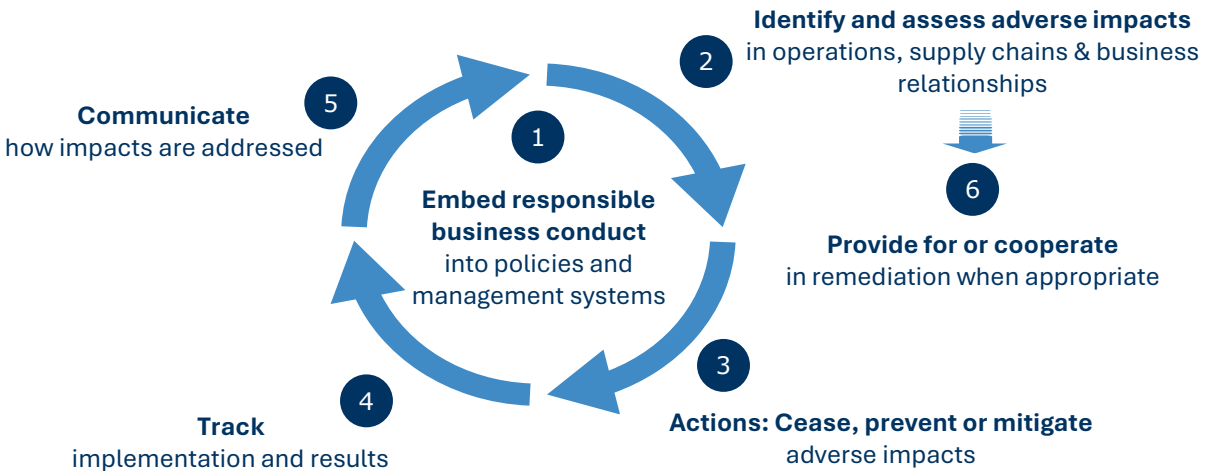 1
Embed responsible
business conduct
into policies and
management systems
2
Identify and assess adverse impacts
in operations, supply chains & business
relationships
3
Actions: Cease, prevent or mitigate
adverse impacts
4
Track
implementation and results
5
Communicate
how impacts are addressed
6
Provide for or cooperate
in remediation when appropriate